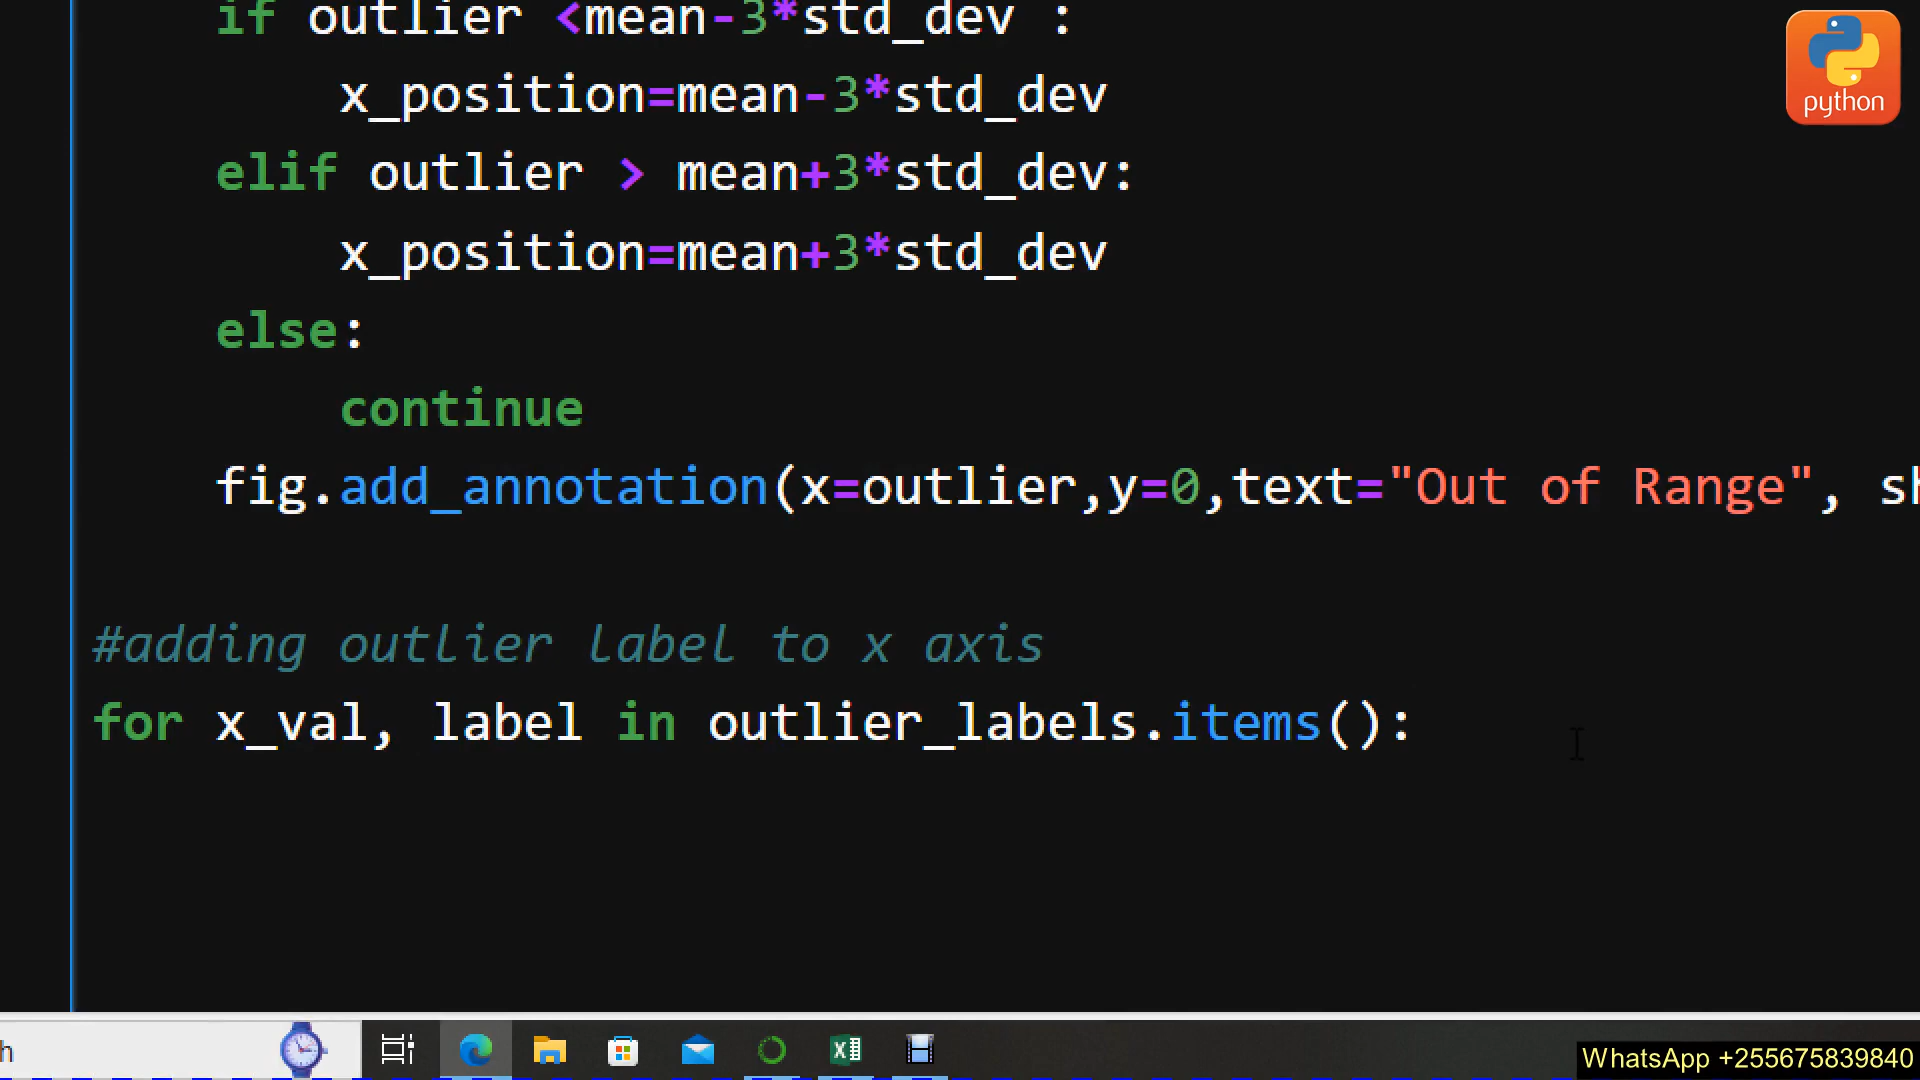 if outlier <mean-3*std_dev :
x_position=mean-3*std_dev
elif outlier > mean+3*std_dev:
x_position=mean+3*std_dev
else:
continue
fig.add_annotation(x=outlier,y=0,text="Out of Range", sh
#adding outlier label to x axis
for x_val, label in outlier_labels.items():
python
h
WhatsApp +255675839840